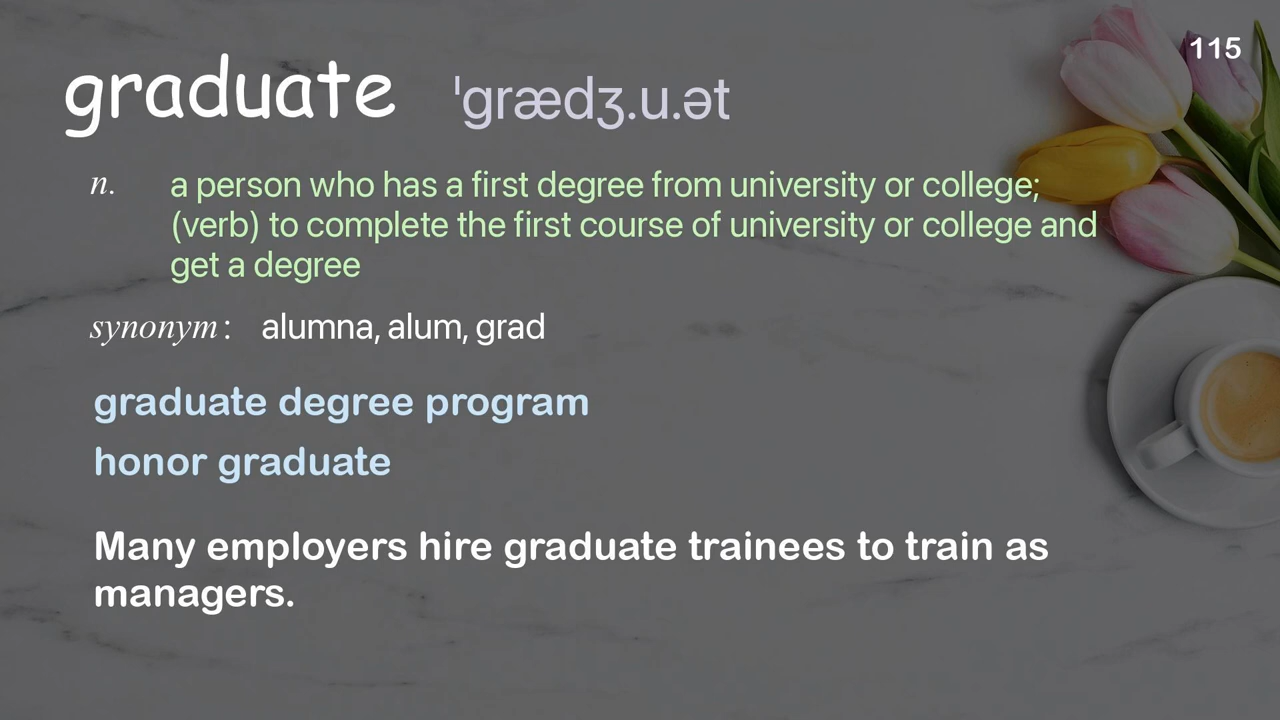 115
graduate ˈɡrædʒ.u.ət
n. a person who has a first degree from university or college;
(verb) to complete the first course of university or college and
get a degree
synonym: alumna, alum, grad
graduate degree program
honor graduate
Many employers hire graduate trainees to train as
managers.